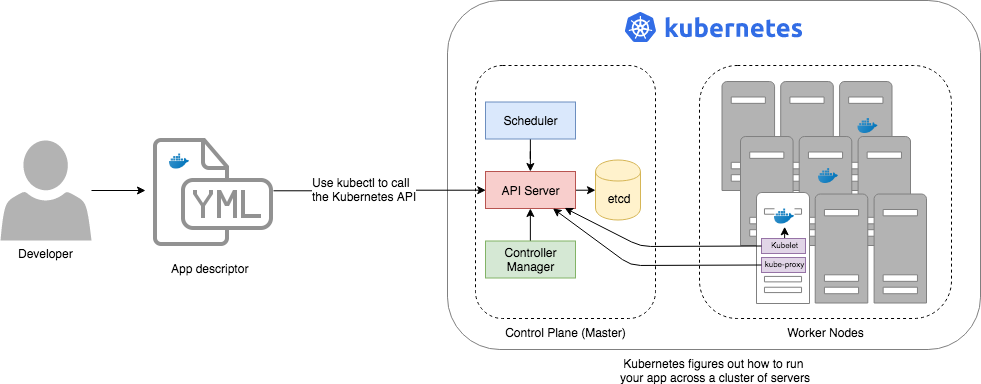 kubernetes
Scheduler
API Server
etcd
Controller
Manager
Control Plane (Master)
Kubelet
kube-proxy
Worker Nodes
YML
Use kubectl to call
the Kubernetes API
Developer
App descriptor
Kubernetes figures out how to run
your app across a cluster of servers